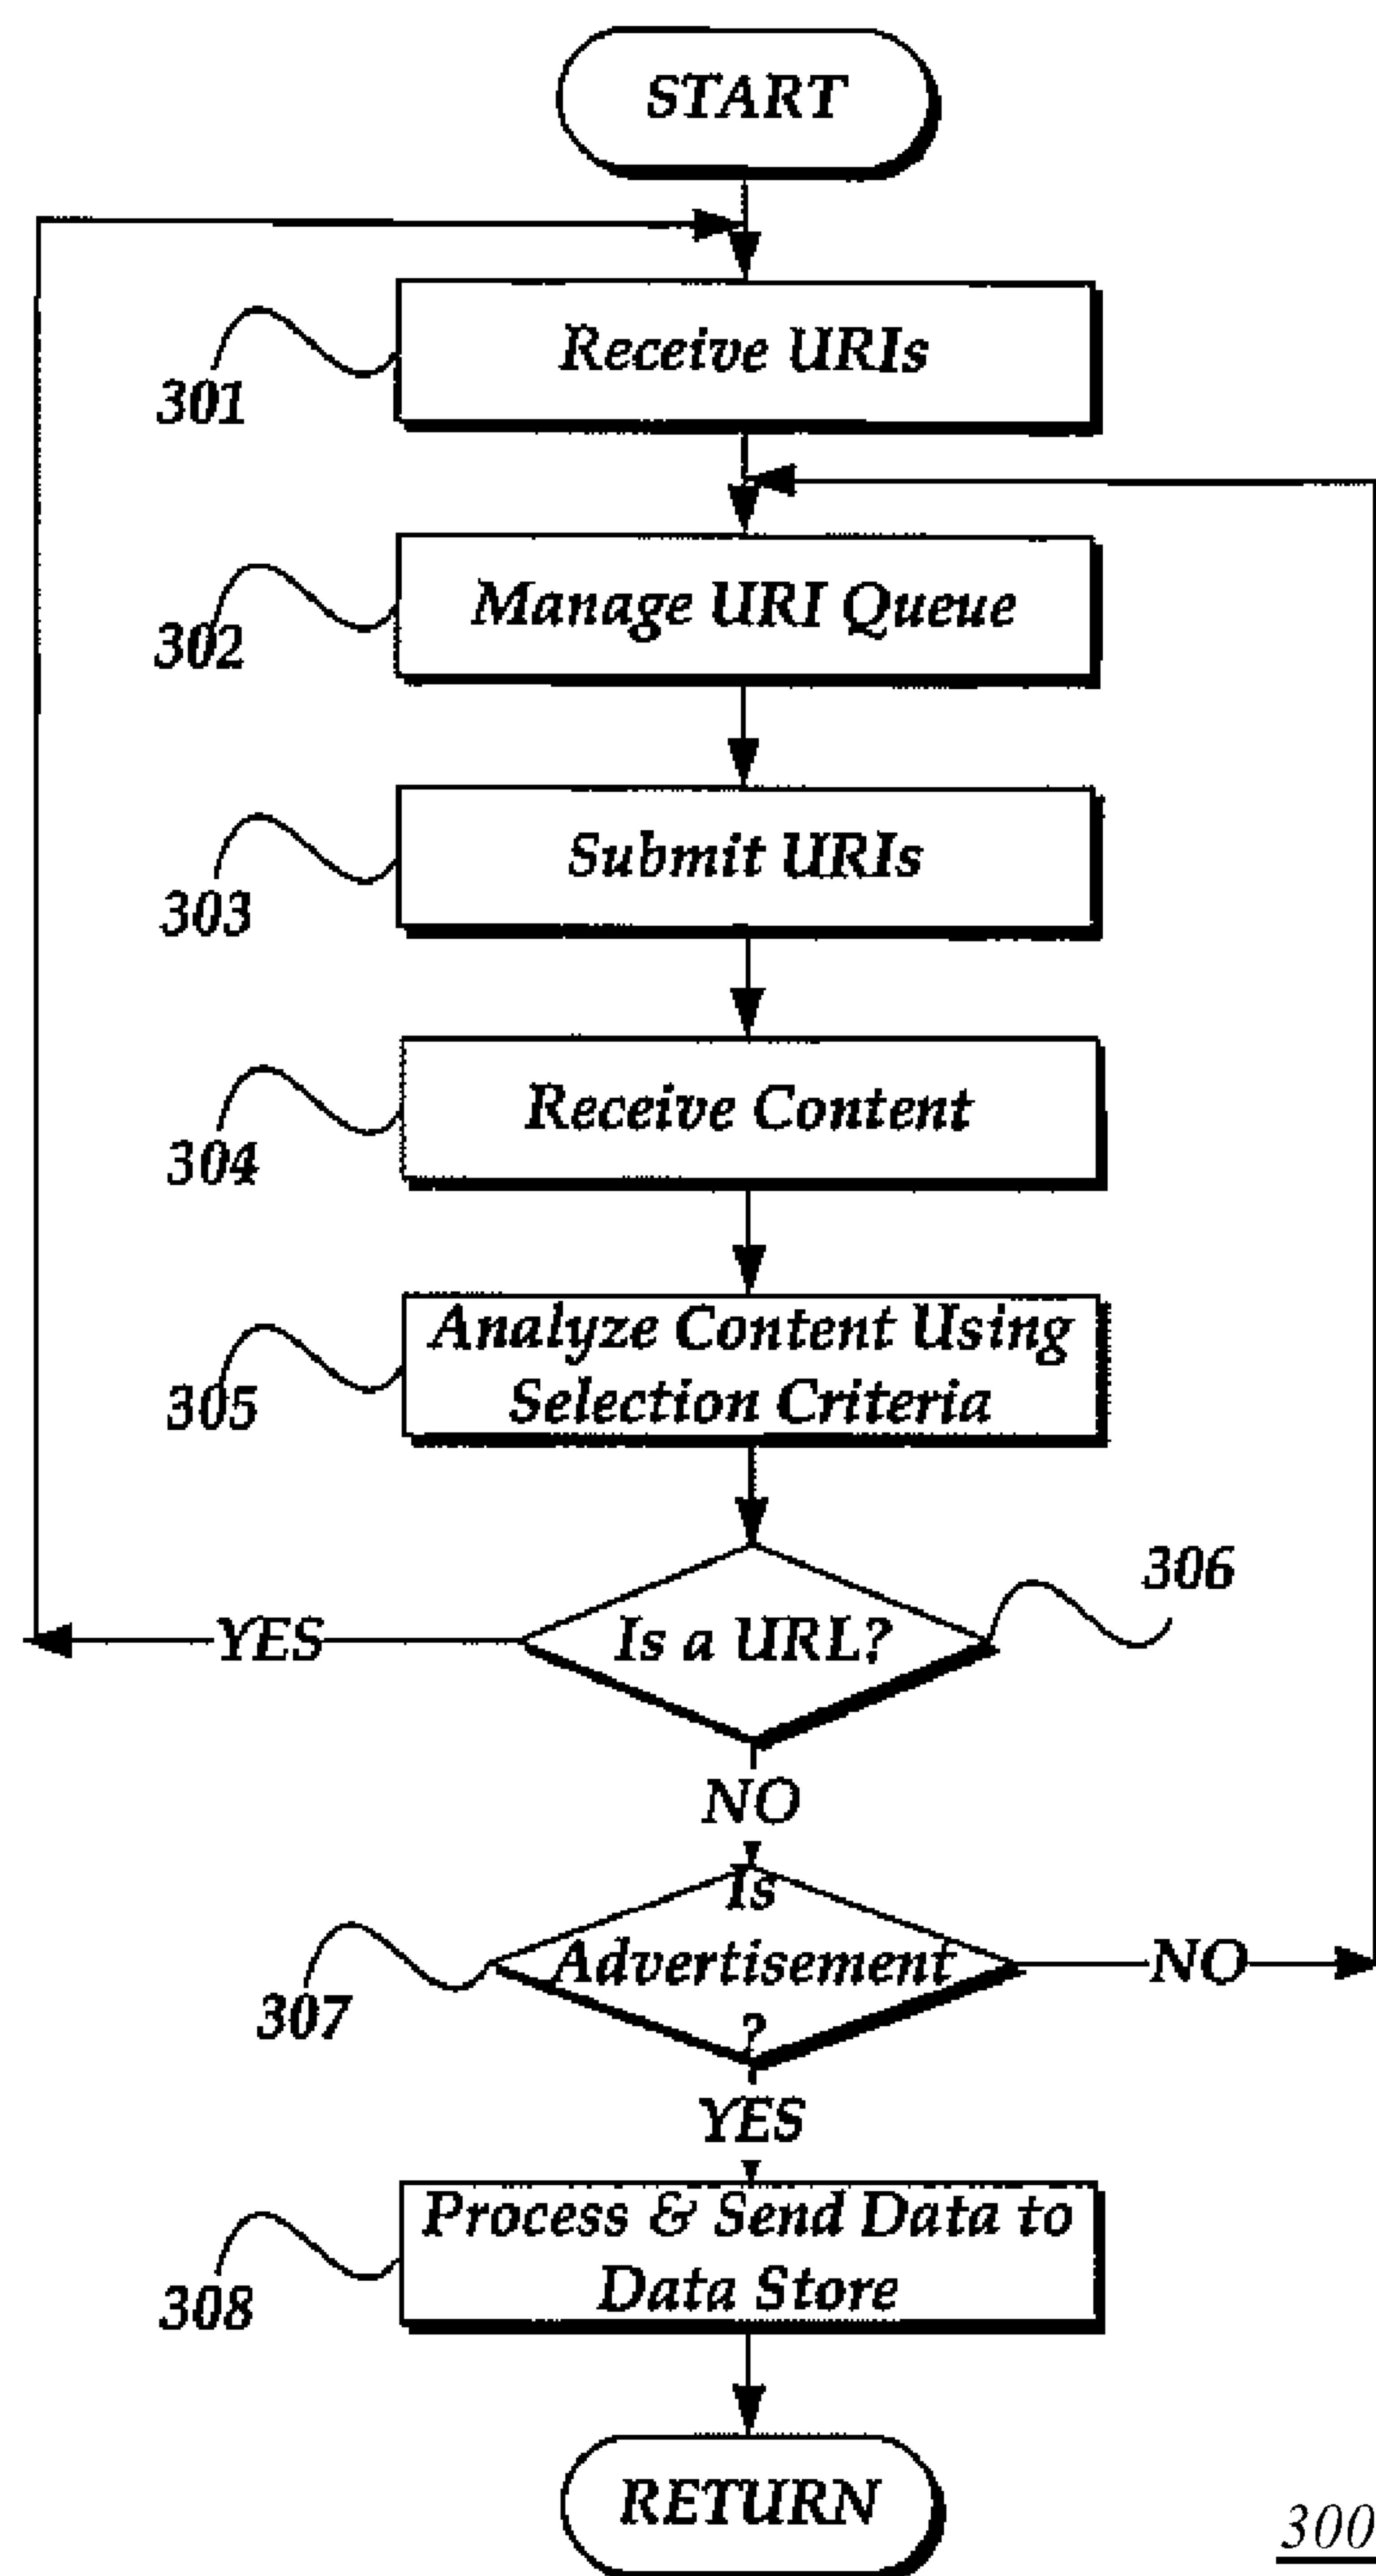 START
Receive URIs
301
Manage URI Queue
302
Submit URIs
303
Receive Content
304
Analyze Content Using
Selection Criteria
305
306
Is a URL?
YES
NO
Is
Advertisement
?
NO
307
YES
Process & Send Data to
Data Store
308
RETURN
300